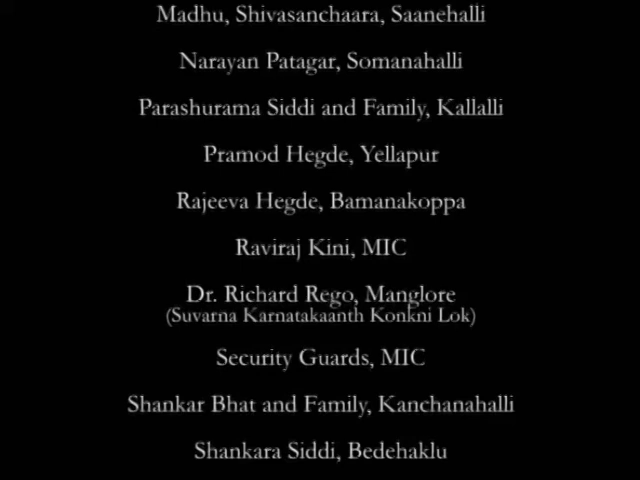 Madhu, Shivasanchaara, Saanehalli
Narayan Patagar, Somanahalli
Parashurama Siddi and Family, Kallalli
Pramod Hegde, Yellapur
Rajeeva Hegde, Bamanakoppa
Raviraj Kini, MIC
Dr. Richard Rego, Manglore
(Suvarna Karnatakaanth Konkni Lok)
Security Guards, MIC
Shankar Bhat and Family, Kanchanahalli
Shankara Siddi, Bedehaklu